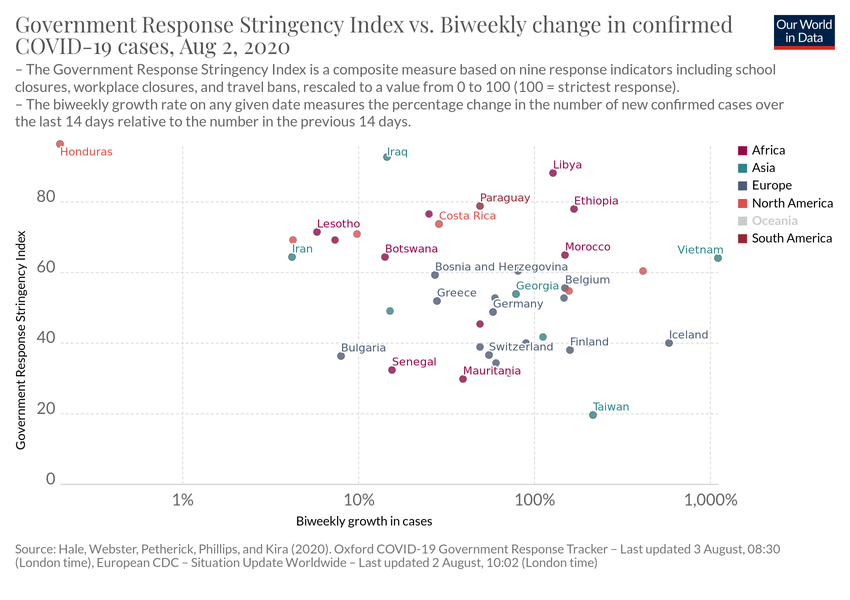 Government Response Stringency Index vs. Biweekly change in confirmed
COVID-19 cases, Aug 2, 2020
Our World
in Data
– The Government Response Stringency Index is a composite measure based on nine response indicators including school
closures, workplace closures, and travel bans, rescaled to a value from 0 to 100 (100 = strictest response).
– The biweekly growth rate on any given date measures the percentage change in the number of new confirmed cases over
the last 14 days relative to the number in the previous 14 days.
Honduras
Iraq
Libya
Paraguay
Ethiopia
Costa Rica
Lesotho
Iran
Botswana
Morocco
Vietnam
Bosnia and Herzegovina
Belgium
Georgia
Greece
Germany
Iceland
Finland
Switzerland
Bulgaria
Senegal
Mauritania
Taiwan
Africa
Asia
Europe
North America
Oceania
South America
Government Response Stringency Index
80
60
40
20
0
1%
10%
100%
1,000%
Biweekly growth in cases
Source: Hale, Webster, Petherick, Phillips, and Kira (2020). Oxford COVID-19 Government Response Tracker – Last updated 3 August, 08:30
(London time), European CDC – Situation Update Worldwide – Last updated 2 August, 10:02 (London time)